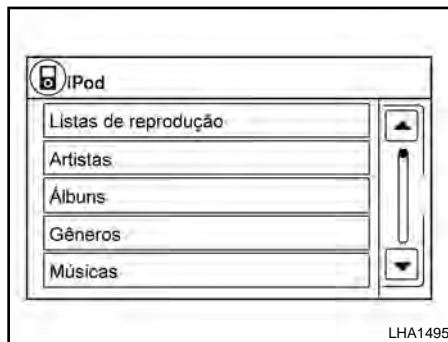 iPod
Listas de reprodução
Artistas
Álbuns
Gêneros
Músicas
LHA1495